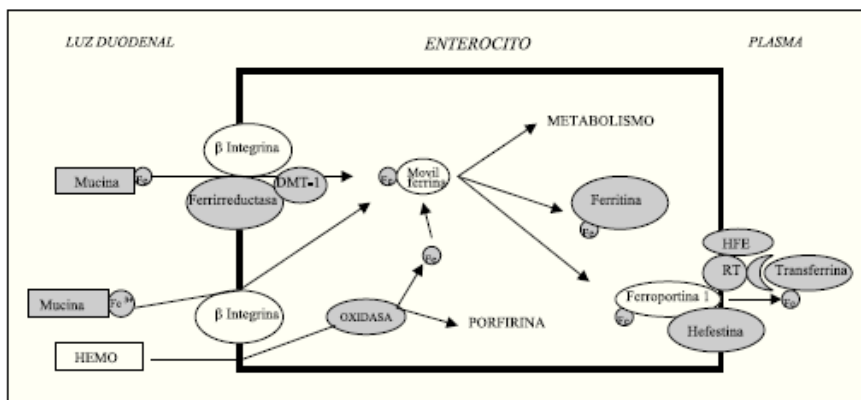 LUZ DUODENAL ENTEROCITO PLASMA
METABOLISMO
β Integrina
Mucina Fe
DMT-1
Fe Movil
ferrina
Ferrirreductasa
Ferritina
Fe
HFE
Fe
RT Transferrina
Mucina Fe
β Integrina
Ferroportina 1
Fe Fe
OXIDASA PORFIRINA
Hefestina
HEMO